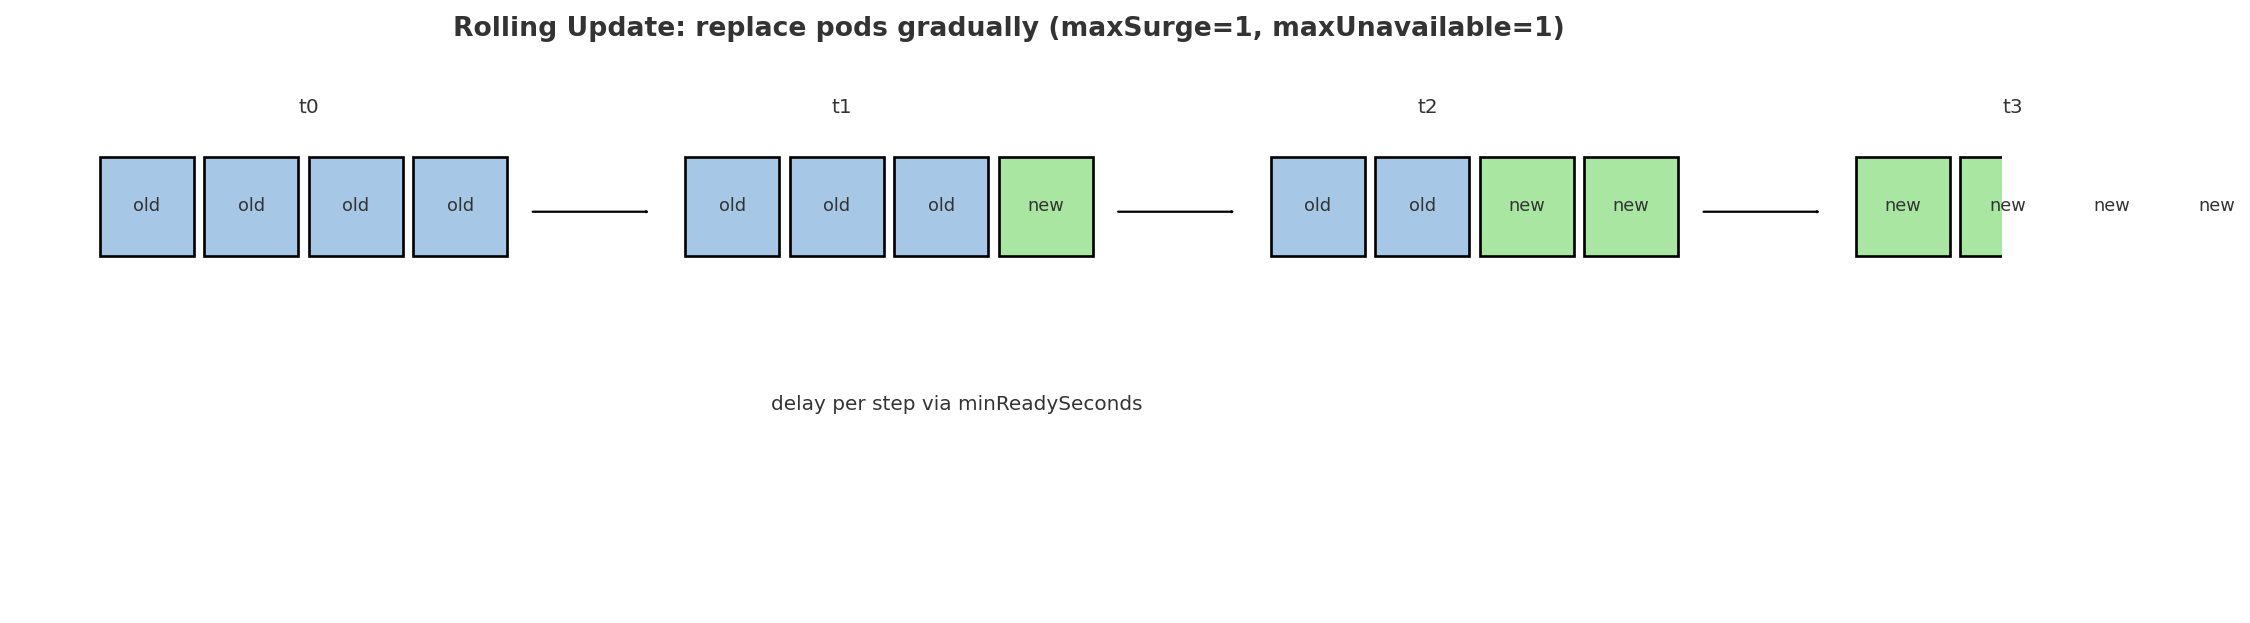 Rolling Update: replace pods gradually (maxSurge=1, maxUnavailable=1)
t0 t1 t2 t3
old old old old old old old new old old new new new new new new
delay per step via minReadySeconds